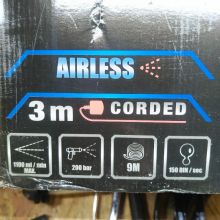 AIRLESS
3 m CORDED
1100 ml / min 200 bar 9M 150 DIN / sec
MAX.